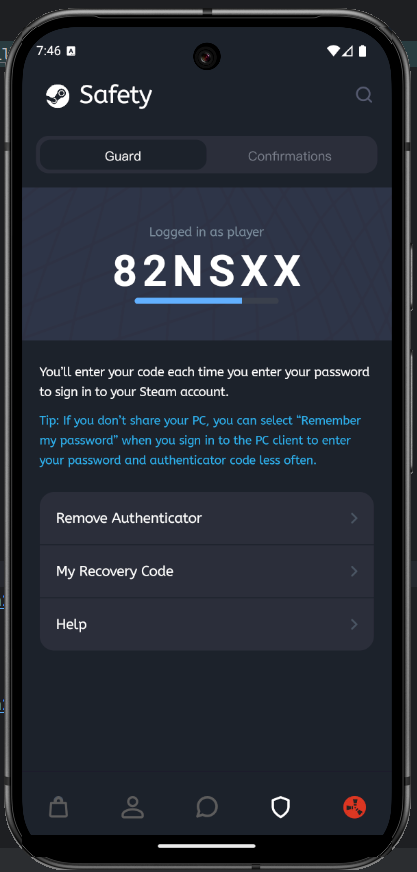 7:46
Safety
Guard
Confirmations
Logged in as player
82NSXX
You'll enter your code each time you enter your password
to sign in to your Steam account.
Tip: If you don't share your PC, you can select “Remember
my password” when you sign in to the PC client to enter
your password and authenticator code less often.
Remove Authenticator
My Recovery Code
Help